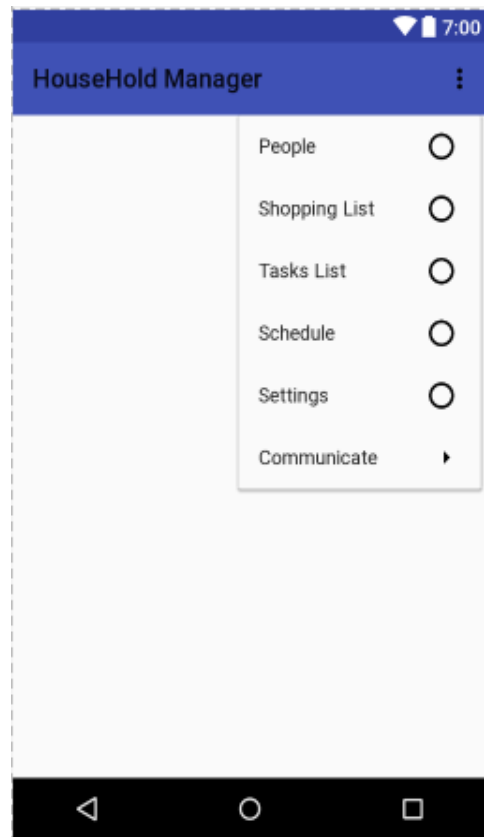 7:00
HouseHold Manager
People
Shopping List
Tasks List
Schedule
Settings
Communicate